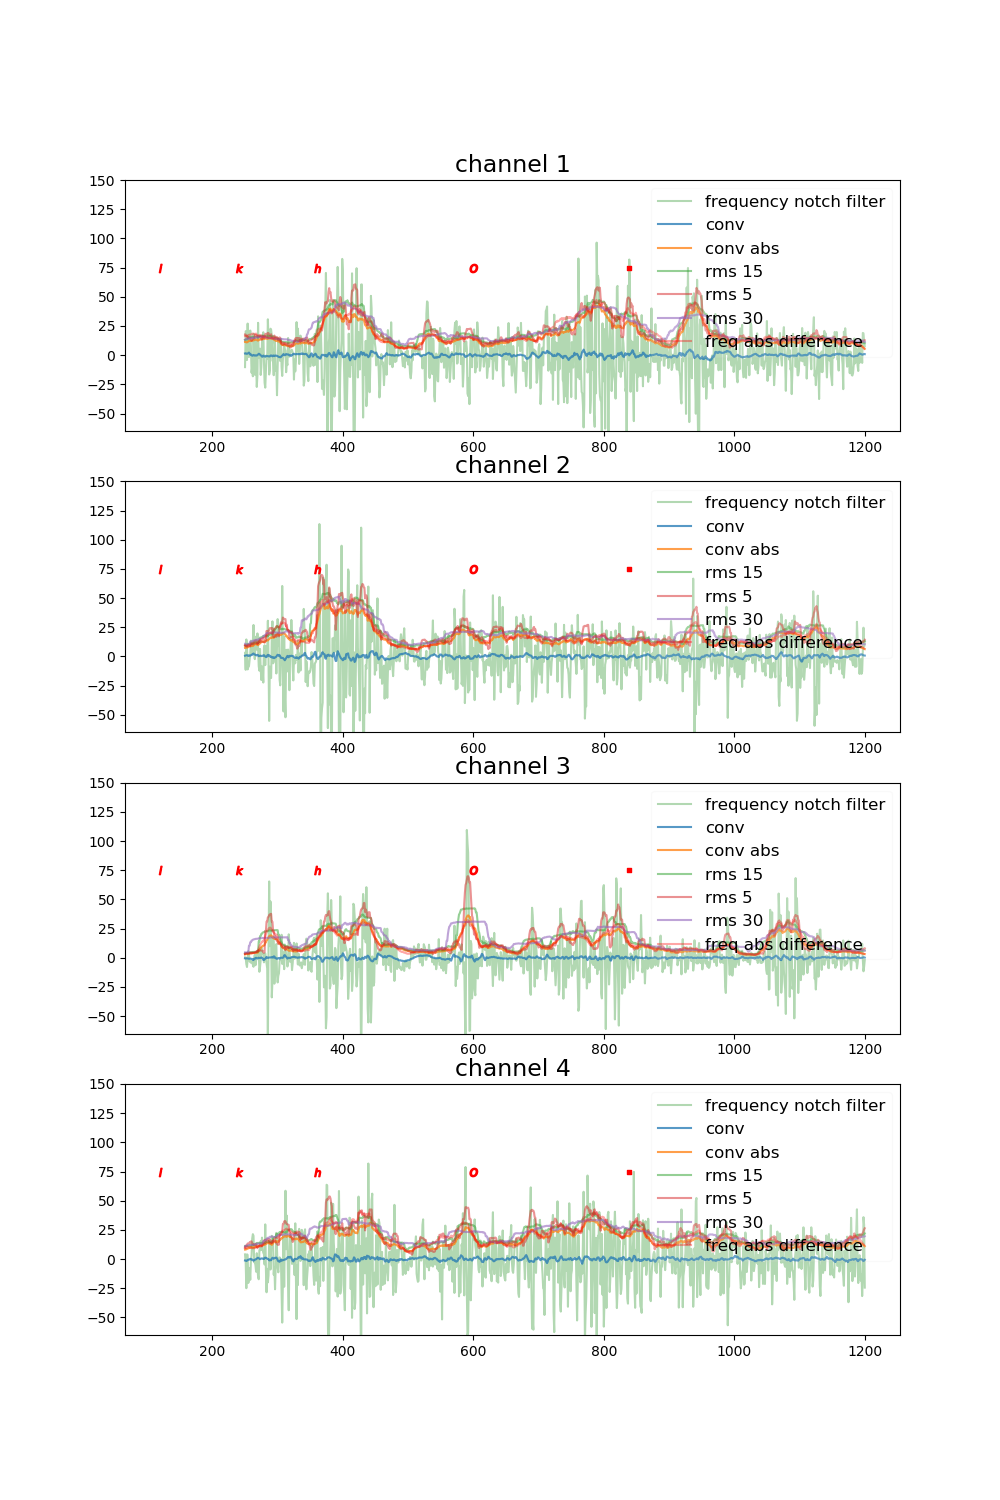 channel 1
150
125
100
75
50
25
0
−25
−50
l k h O
frequency notch filter
conv
conv abs
rms 15
rms 5
rms 30
freq abs difference
200 400 600 800 1000 1200
channel 2
150
125
100
75
50
25
0
−25
−50
l k h O
frequency notch filter
conv
conv abs
rms 15
rms 5
rms 30
freq abs difference
200 400 600 800 1000 1200
channel 3
150
125
100
75
50
25
0
−25
−50
l k h O
frequency notch filter
conv
conv abs
rms 15
rms 5
rms 30
freq abs difference
200 400 600 800 1000 1200
channel 4
150
125
100
75
50
25
0
−25
−50
l k h O
frequency notch filter
conv
conv abs
rms 15
rms 5
rms 30
freq abs difference
200 400 600 800 1000 1200